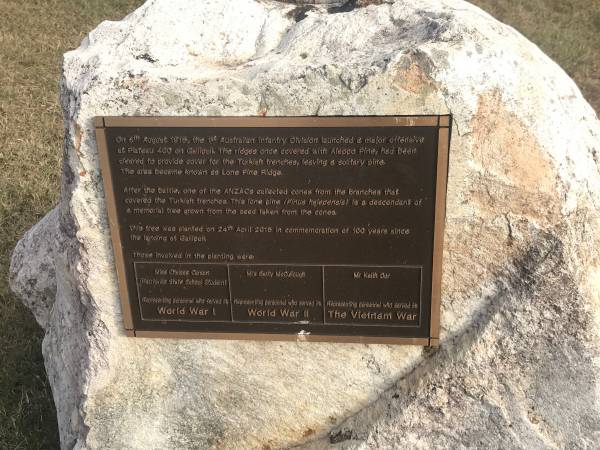 On 6th August 1915, the 1st Australian Infantry Division launched a major offensive
at Plateau 400 on Gallipoli. The ridges once covered with Aleppo Pine, had been
cleared to provide cover for the Turkish trenches, leaving a solitary pine.
The area became known as Lone Pine Ridge.
After the battle, one of the ANZACs collected cones from the branches that
covered the Turkish trenches. This lone pine (Pinus halepensis) is a descendant of
a memorial tree grown from the seed taken from the cones.
This tree was planted on 24th April 2015 in commemoration of 100 years since
the landing of Gallipoli.
Those involved in the planting were:
Miss Chelsea
State School Student
Representing personnel who served in
World War I
Mrs Betty McCullough
Representing personnel who served in
World War II
Mr Keith
Representing personnel who served in
The Vietnam War